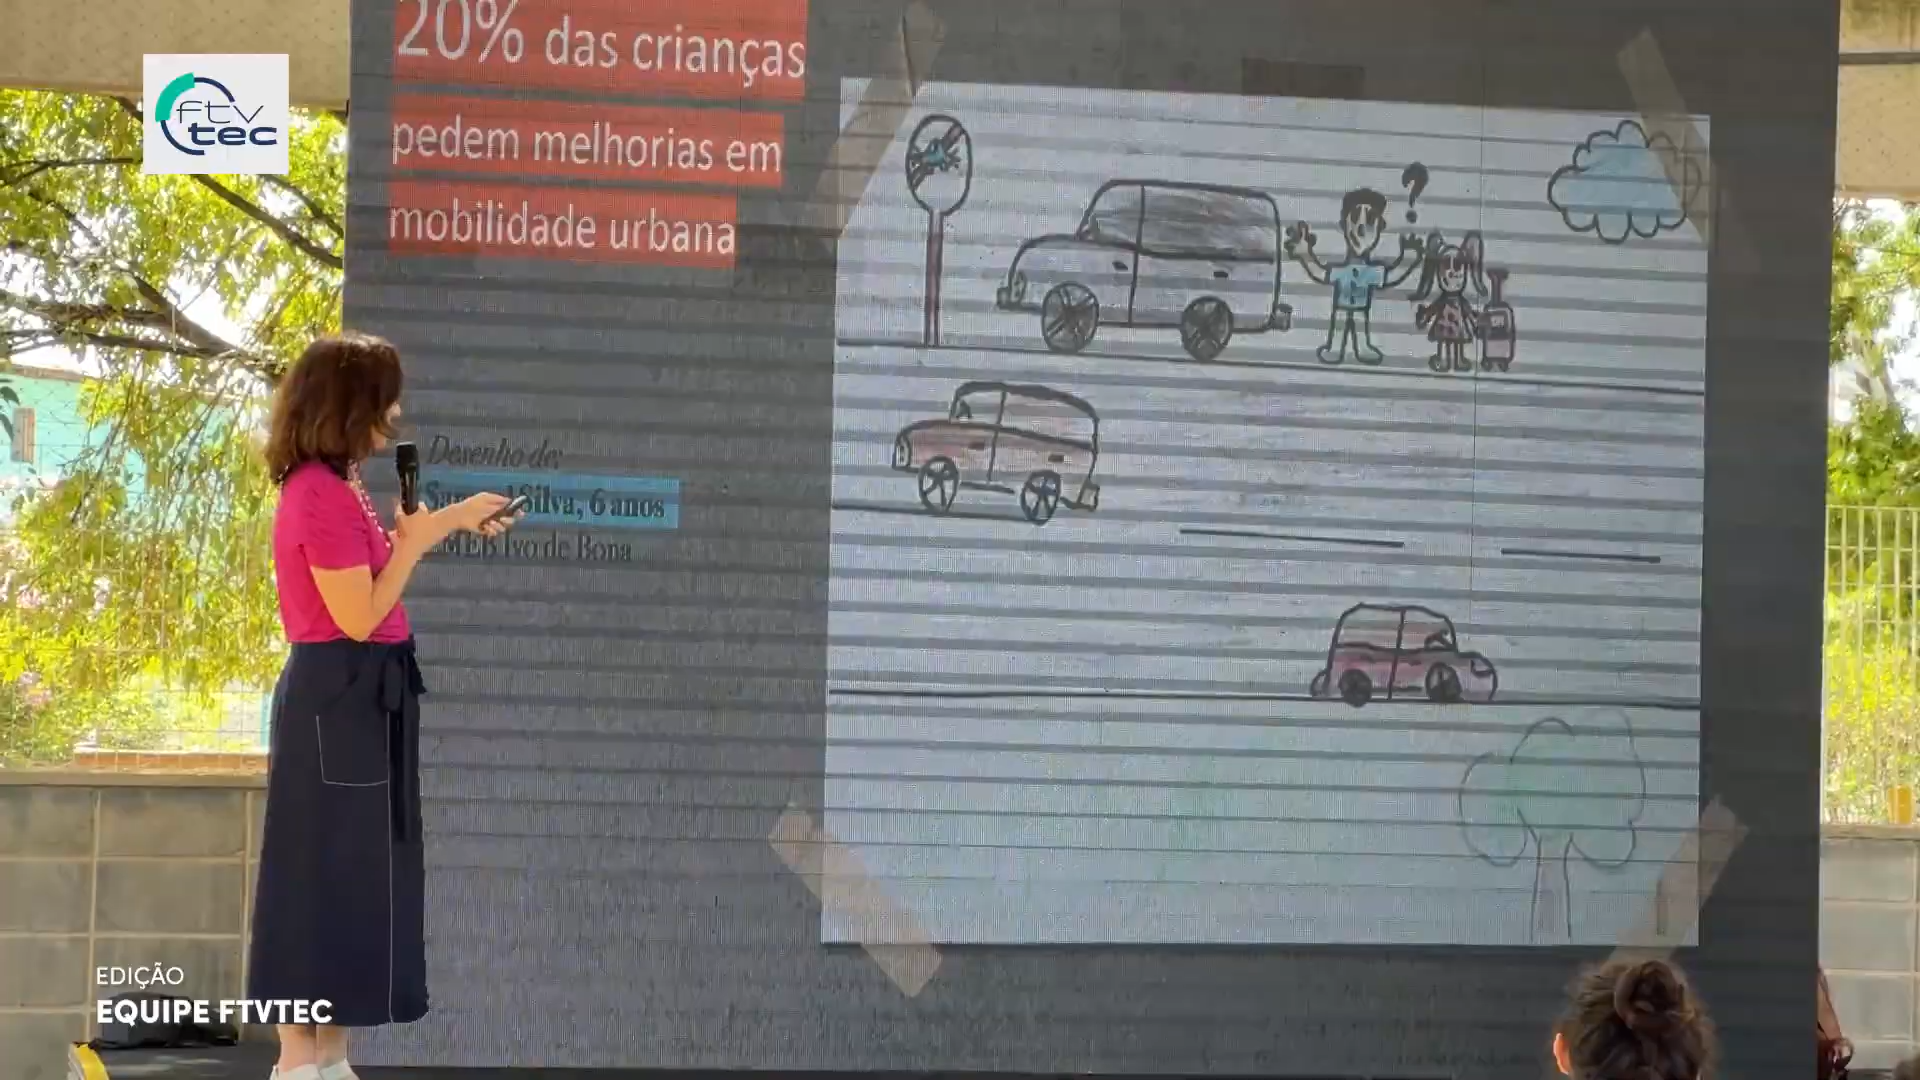 20% das crianças
pedem melhorias em
mobilidade urbana
ftv
tec
?
Desenho de:
Silva, 6 anos
Ivo de Bona
EDIÇÃO
EQUIPE FTVTEC